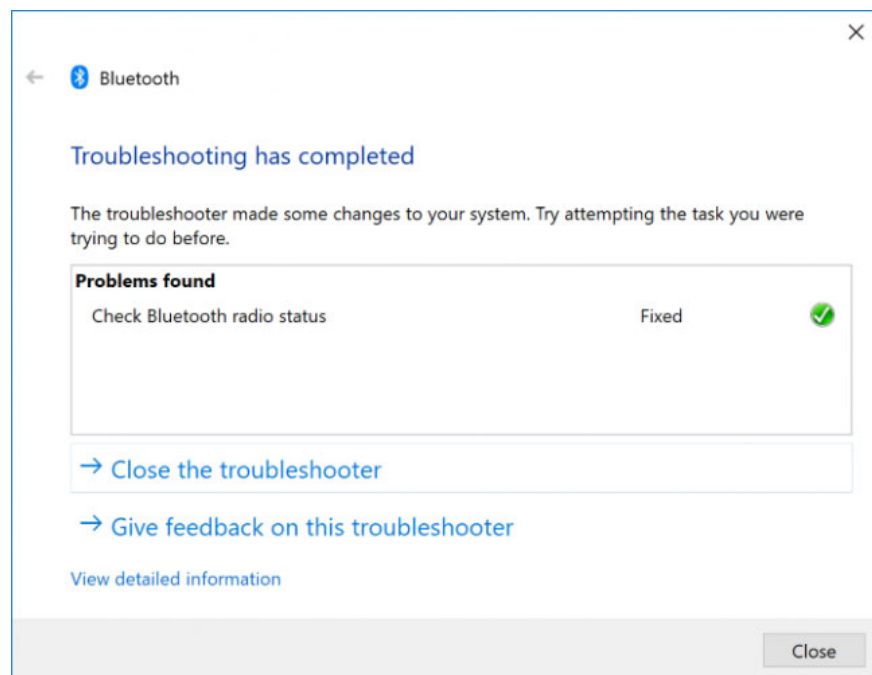 Bluetooth
Troubleshooting has completed
The troubleshooter made some changes to your system. Try attempting the task you were
trying to do before.
Problems found
Check Bluetooth radio status Fixed
Close the troubleshooter
Give feedback on this troubleshooter
View detailed information
Close